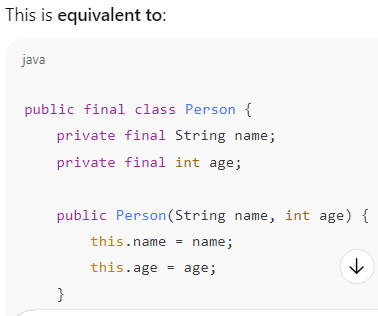 This is equivalent to:
java
public final class Person {
    private final String name;
    private final int age;
    public Person(String name, int age) {
        this.name = name;
        this.age = age;
    }